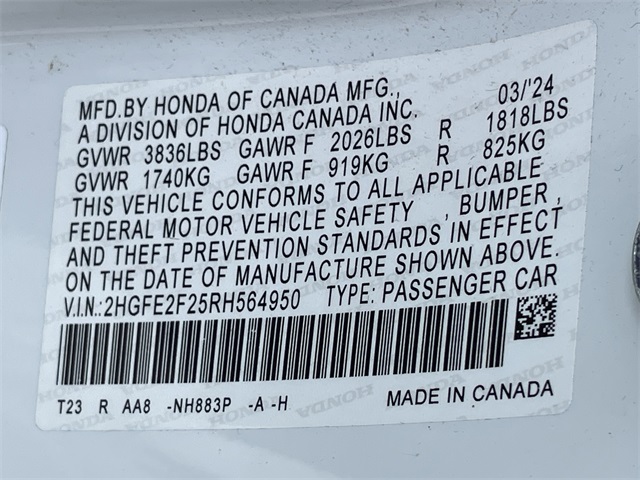 MFD.BY HONDA OF CANADA MFG., 03/'24
A DIVISION OF HONDA CANADA INC.
GVWR 3836LBS GAWR F 2026LBS R 1818LBS
GVWR 1740KG GAWR F 919KG R 825KG
THIS VEHICLE CONFORMS TO ALL APPLICABLE
FEDERAL MOTOR VEHICLE SAFETY , BUMPER ,
AND THEFT PREVENTION STANDARDS IN EFFECT
ON THE DATE OF MANUFACTURE SHOWN ABOVE.
V.I.N.:2HGFE2F25RH564950 TYPE: PASSENGER CAR
T23 R AA8 -NH883P -A -H MADE IN CANADA